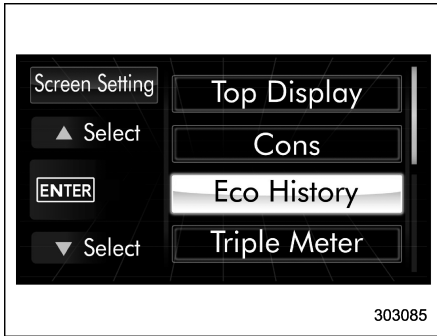 Screen Setting
Top Display
▲ Select
Cons
ENTER
Eco History
▼ Select
Triple Meter
303085